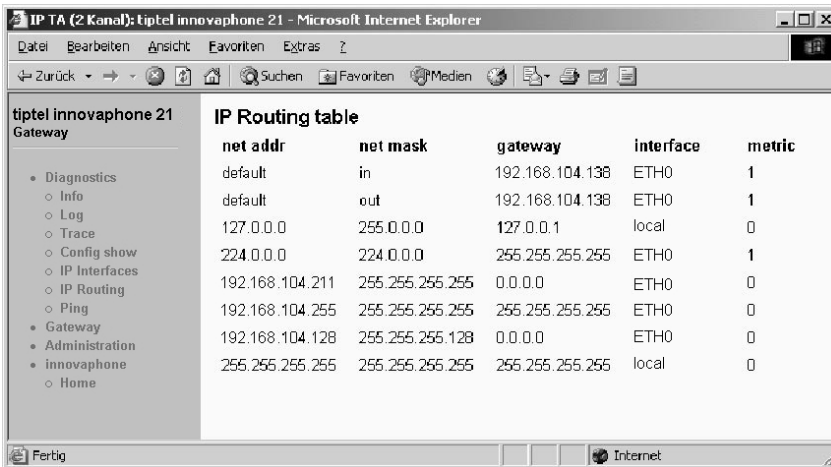 IP TA (2 Kanal): tiptel innovaphone 21 - Microsoft Internet Explorer
Datei Bearbeiten Ansicht Favoriten Extras ?
Zurück Suchen Favoriten Medien
tiptel innovaphone 21
Gateway
Diagnostics
Info
Log
Trace
Config show
IP Interfaces
IP Routing
Ping
Gateway
Administration
innovaphone
Home
IP Routing table
net addr net mask gateway interface metric
default in 192.168.104.138 ETH0 1
default out 192.168.104.138 ETH0 1
127.0.0.0 255.0.0.0 127.0.0.1 local 0
224.0.0.0 224.0.0.0 255.255.255.255 ETH0 1
192.168.104.211 255.255.255.255 0.0.0.0 ETH0 0
192.168.104.255 255.255.255.255 255.255.255.255 ETH0 0
192.168.104.128 255.255.255.128 0.0.0.0 ETH0 0
255.255.255.255 255.255.255.255 255.255.255.255 local 0
Fertig Internet